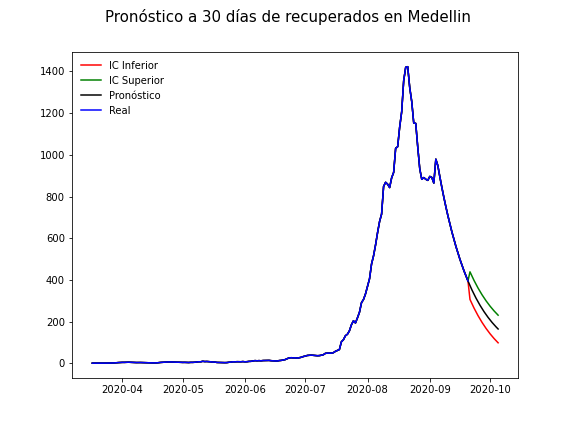 Pronóstico a 30 días de recuperados en Medellin
IC Inferior
IC Superior
Pronóstico
Real
1400
1200
1000
800
600
400
200
0
2020-04 2020-05 2020-06 2020-07 2020-08 2020-09 2020-10